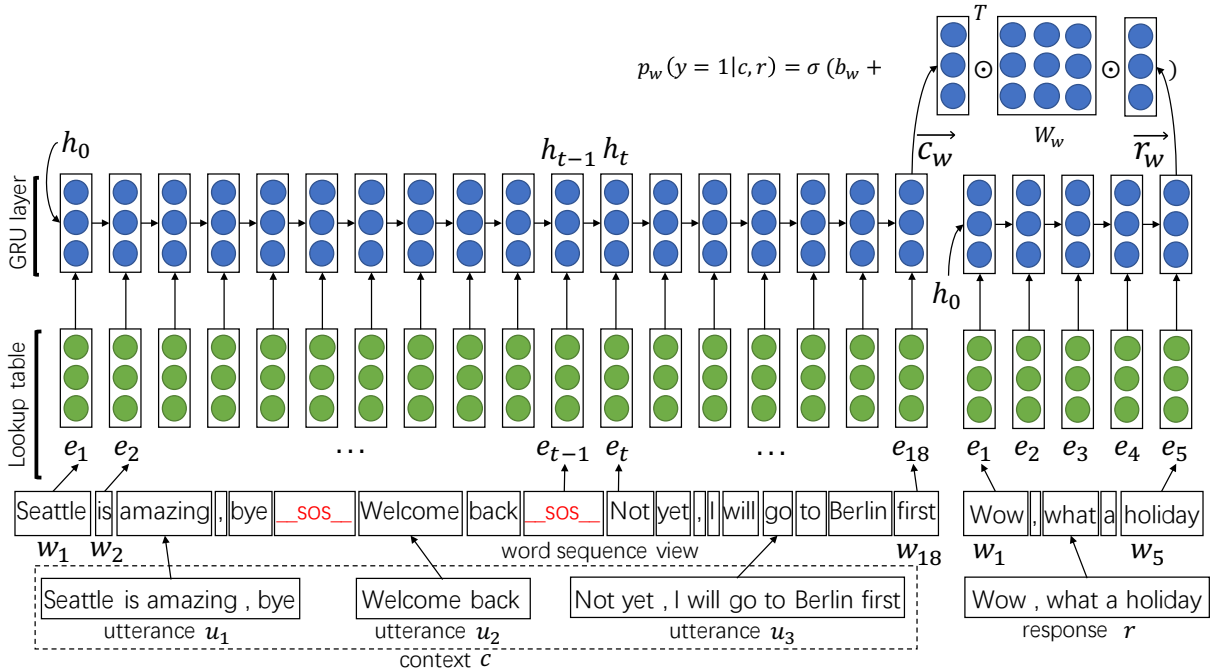 T
p_w(y = 1|c, r) = σ (b_w + ⊙ ⊙ )
W_w
c_w r_w
h_0 h_{t−1} h_t
GRU layer
h_0
Lookup table
e_1 e_2 ... e_{t−1} e_t ... e_18 e_1 e_2 e_3 e_4 e_5
Seattle is amazing , bye __sos__ Welcome back __sos__ Not yet , I will go to Berlin first Wow , what a holiday
w_1 w_2 word sequence view w_18 w_1 w_5
Seattle is amazing , bye Welcome back Not yet , I will go to Berlin first Wow , what a holiday
utterance u_1 utterance u_2 utterance u_3 response r
context c